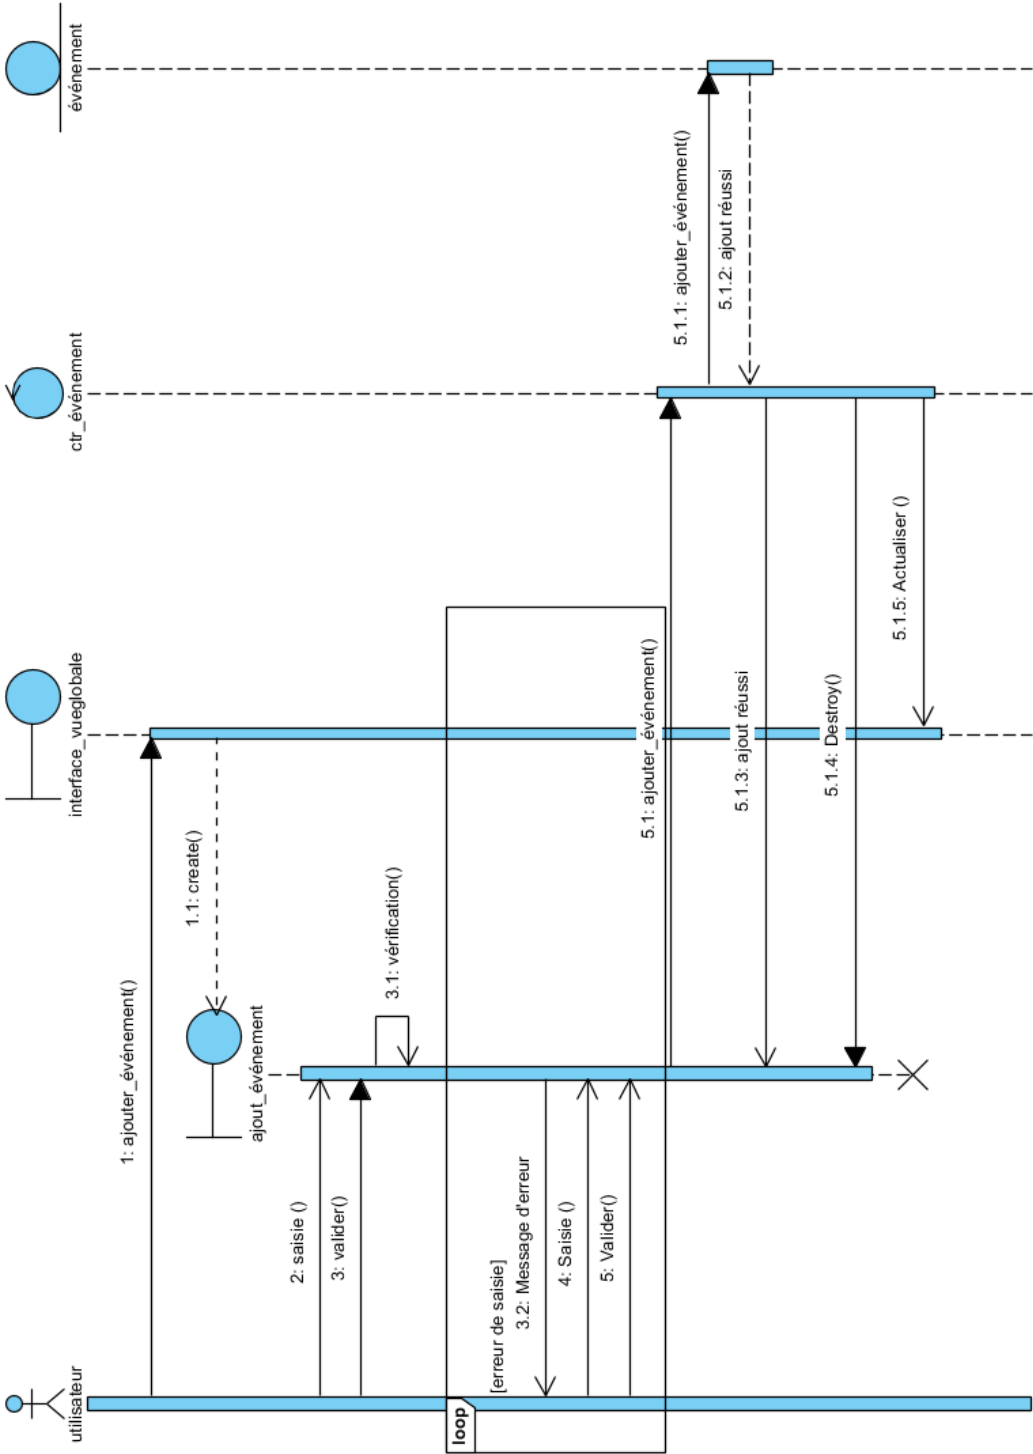 utilisateur
interface_vueglobale
ctr_événement
événement
1: ajouter_événement()
1.1: create()
ajout_événement
2: saisie ()
3: valider()
3.1: vérification()
loop
[erreur de saisie]
3.2: Message d'erreur
4: Saisie ()
5: Valider()
5.1: ajouter_événement()
5.1.1: ajouter_événement()
5.1.2: ajout réussi
5.1.3: ajout réussi
5.1.4: Destroy()
5.1.5: Actualiser ()